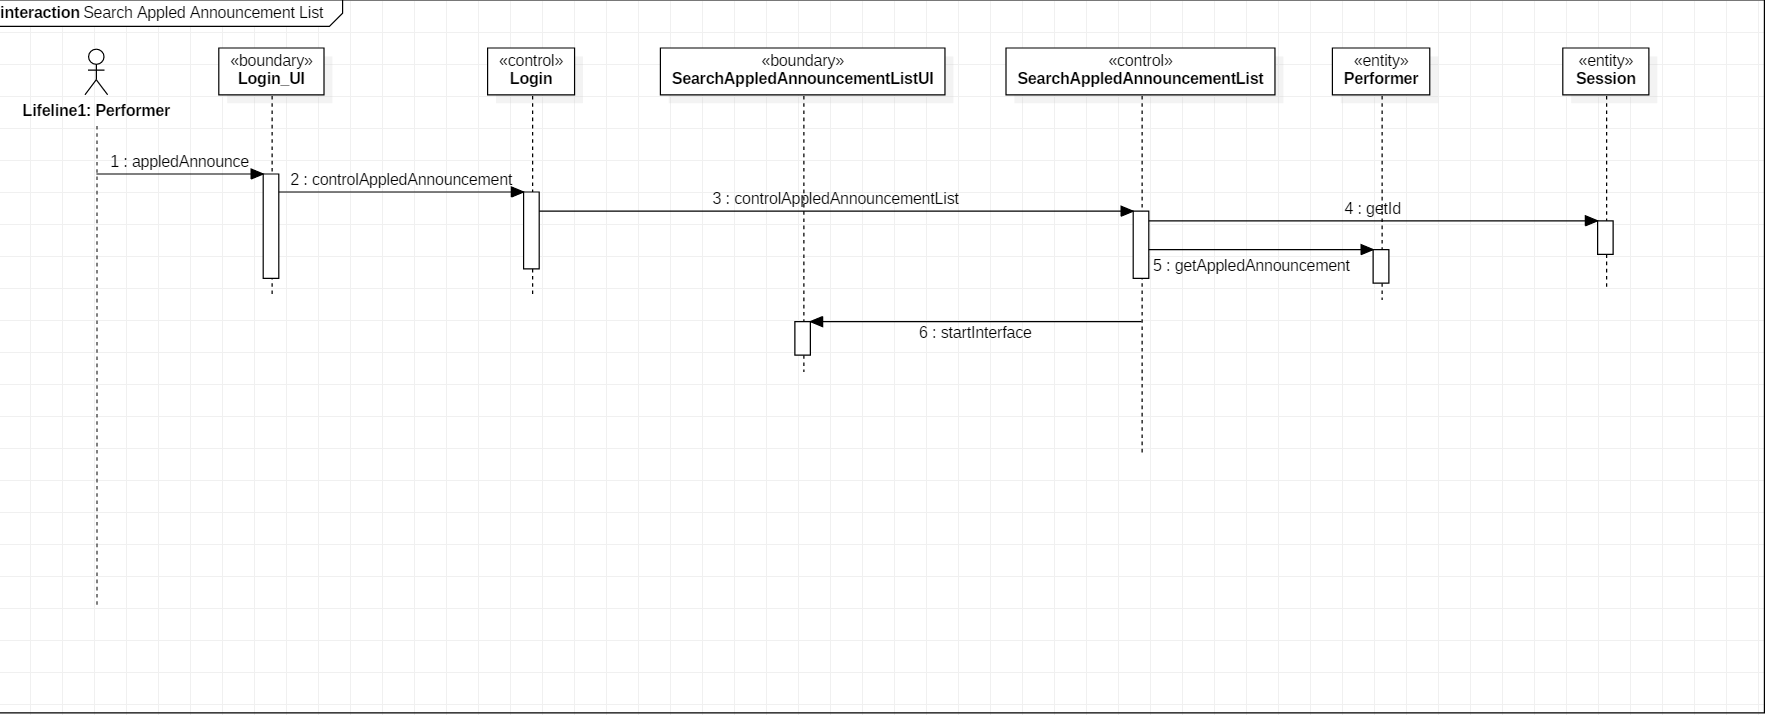 interaction Search Appled Announcement List
«boundary»
Login_UI
«control»
Login
«boundary»
SearchAppledAnnouncementListUI
«control»
SearchAppledAnnouncementList
«entity»
Performer
«entity»
Session
Lifeline1: Performer
1 : appledAnnounce
2 : controlAppledAnnouncement
3 : controlAppledAnnouncementList
4 : getId
5 : getAppledAnnouncement
6 : startInterface